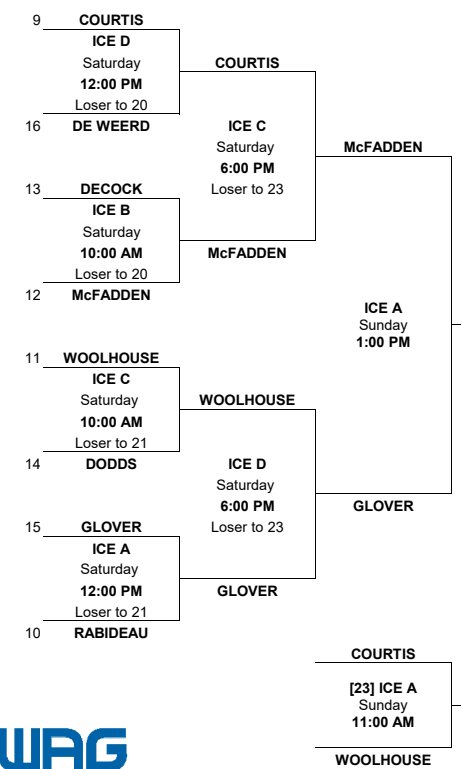 9 COURTIS
ICE D
Saturday
12:00 PM
Loser to 20
16 DE WEERD
COURTIS
ICE C
Saturday
6:00 PM
Loser to 23
McFADDEN
13 DECOCK
ICE B
Saturday
10:00 AM
Loser to 20
12 McFADDEN
McFADDEN
ICE A
Sunday
1:00 PM
11 WOOLHOUSE
ICE C
Saturday
10:00 AM
Loser to 21
14 DODDS
WOOLHOUSE
ICE D
Saturday
6:00 PM
Loser to 23
GLOVER
15 GLOVER
ICE A
Saturday
12:00 PM
Loser to 21
10 RABIDEAU
GLOVER
COURTIS
[23] ICE A
Sunday
11:00 AM
WOOLHOUSE
WAG